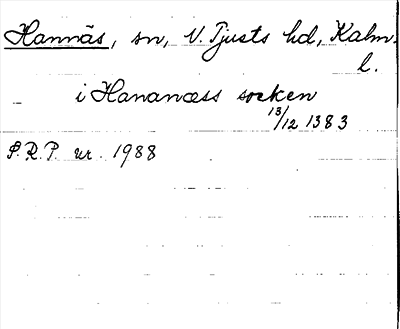 Hannäs, sn, N. Tjusts hd, Kalm.
l.
i Hananæss socken
13/12 1383
P.R.P. nr. 1988